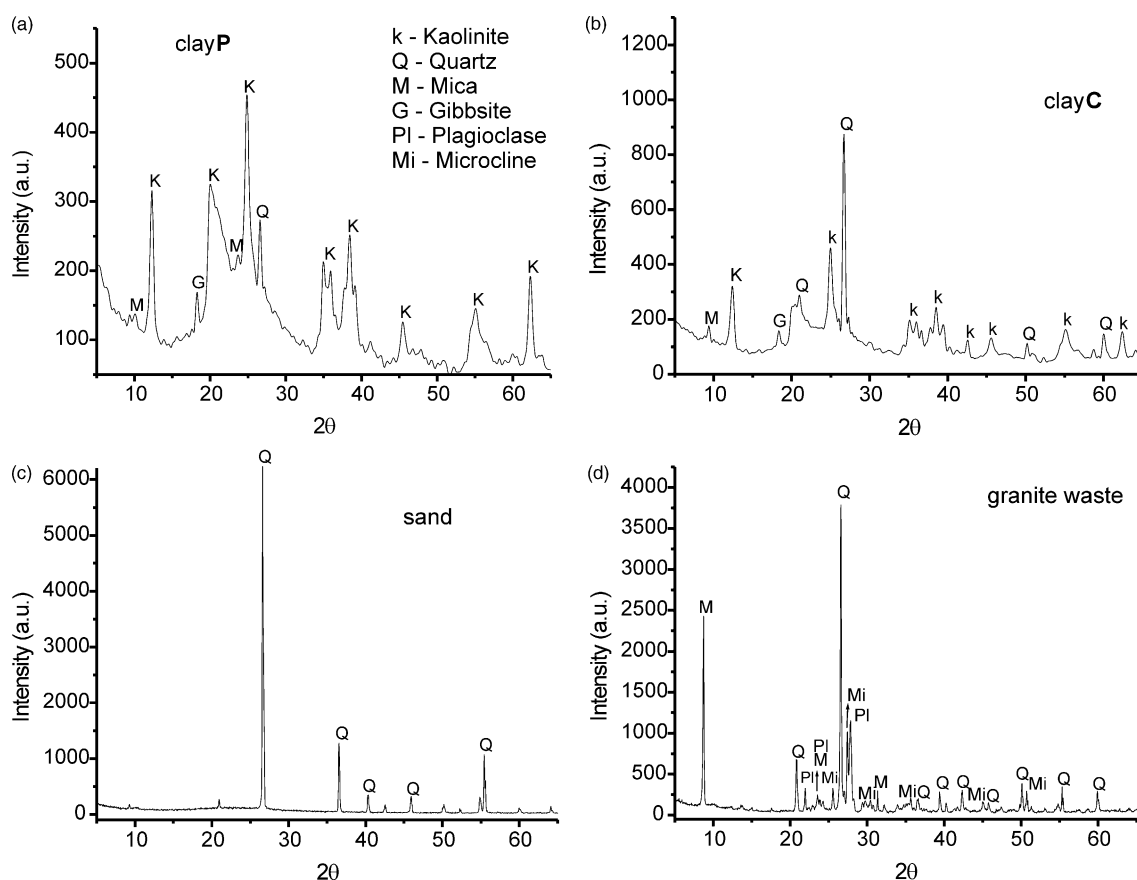 (a)
clayP
k - Kaolinite
Q - Quartz
M - Mica
G - Gibbsite
Pl - Plagioclase
Mi - Microcline
Intensity (a.u.)
500
400
300
200
100
M
K
G
K
M
K
Q
K
K
K
K
K
10 20 30 40 50 60
2θ
(b)
clayC
Intensity (a.u.)
1200
1000
800
600
400
200
0
M
K
G
Q
k
Q
k
k
k
k
Q
k
Q
k
10 20 30 40 50 60
2θ
(c)
sand
Intensity (a.u.)
6000
5000
4000
3000
2000
1000
0
Q
Q
Q
Q
Q
10 20 30 40 50 60
2θ
(d)
granite waste
Intensity (a.u.)
4000
3500
3000
2500
2000
1500
1000
500
0
M
Q
Pl
Pl
M
Mi
Q
Mi
Pl
Mi
M
Mi
Q
Q
Q
Mi
Q
Q
Mi
Q
Q
10 20 30 40 50 60
2θ